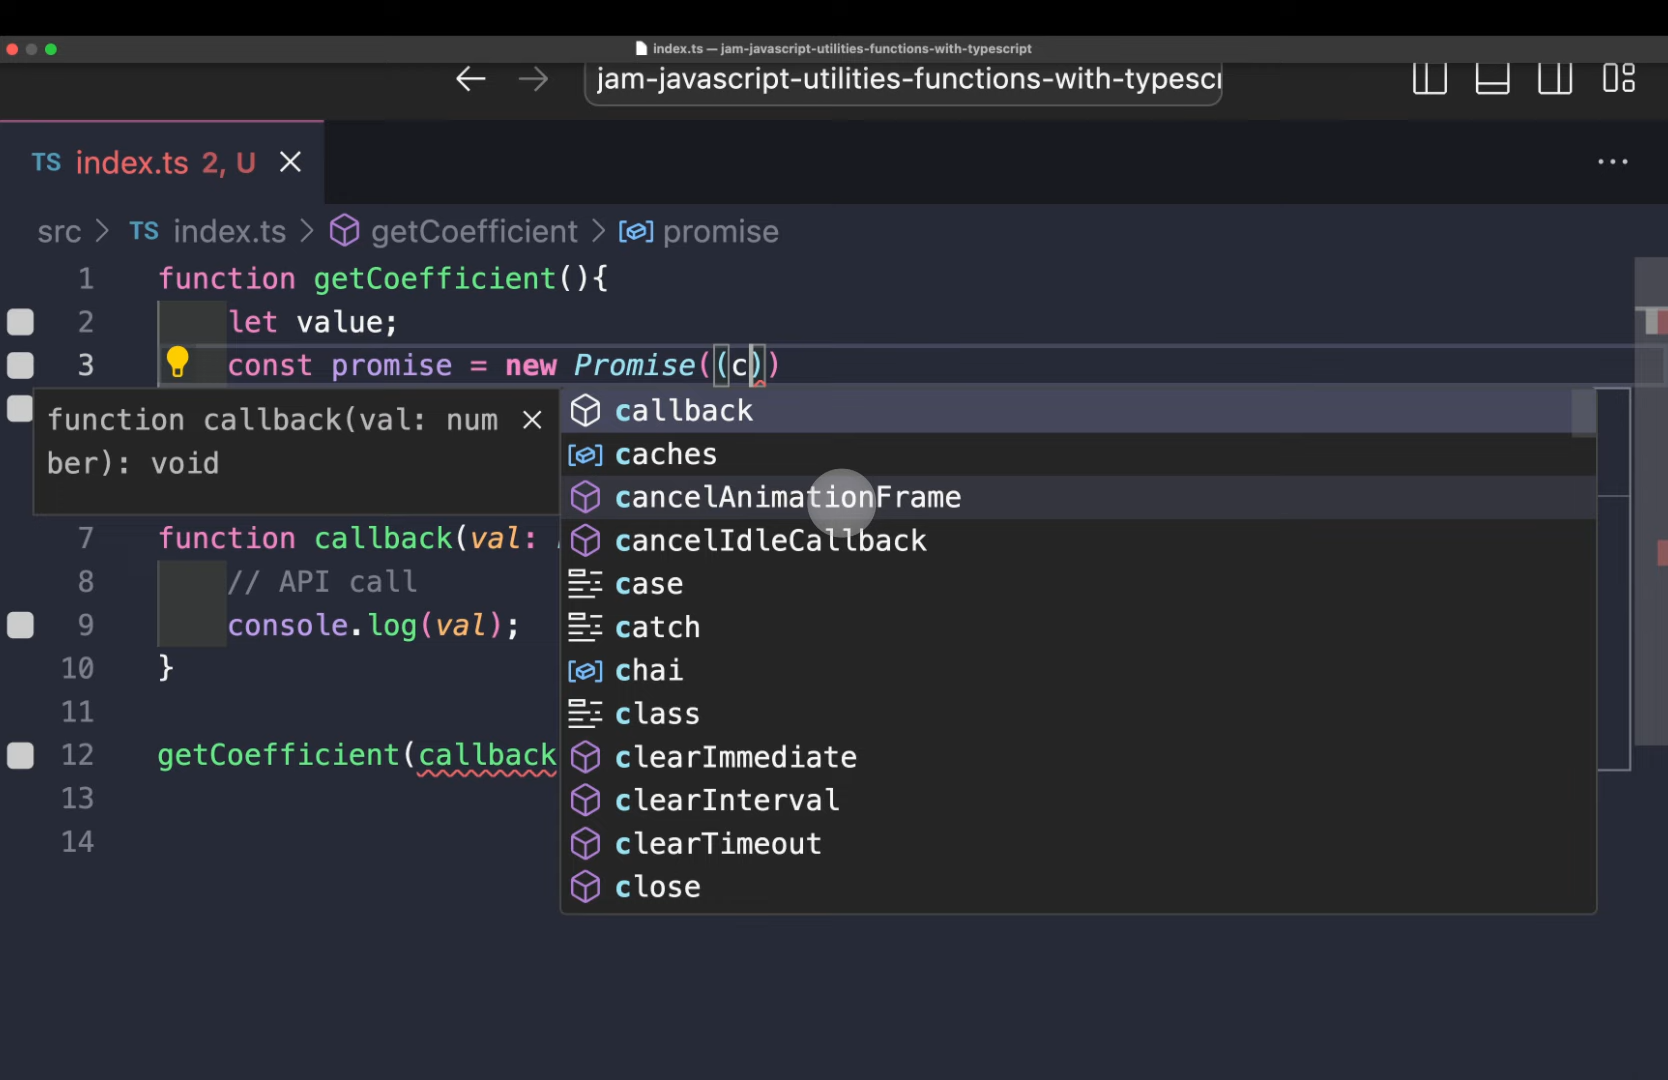 index.ts — jam-javascript-utilities-functions-with-typescript
jam-javascript-utilities-functions-with-typescr
TS index.ts 2, U
src > TS index.ts > getCoefficient > promise
1 function getCoefficient(){
2 let value;
3 const promise = new Promise((c))
function callback(val: num
ber): void
callback
caches
cancelAnimationFrame
cancelIdleCallback
case
catch
chai
class
clearImmediate
clearInterval
clearTimeout
close
7 function callback(val:
8 // API call
9 console.log(val);
10 }
11
12 getCoefficient(callback
13
14